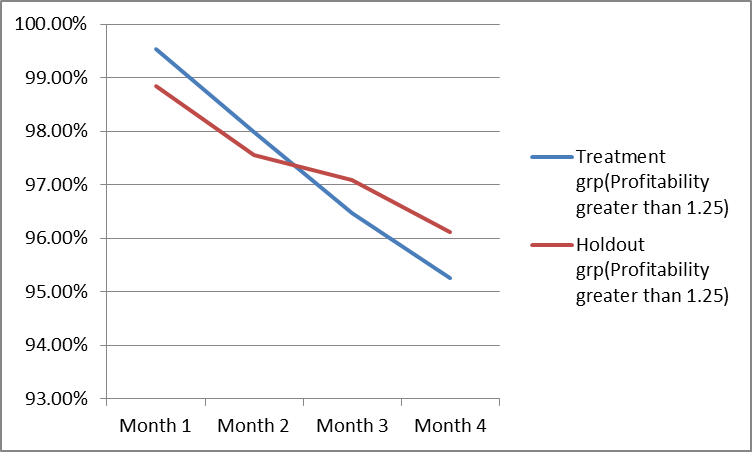 100.00%
99.00%
98.00%
97.00%
96.00%
95.00%
94.00%
93.00%
Month 1
Month 2
Month 3
Month 4
Treatment
grp(Profitability
greater than 1.25)
Holdout
grp(Profitability
greater than 1.25)